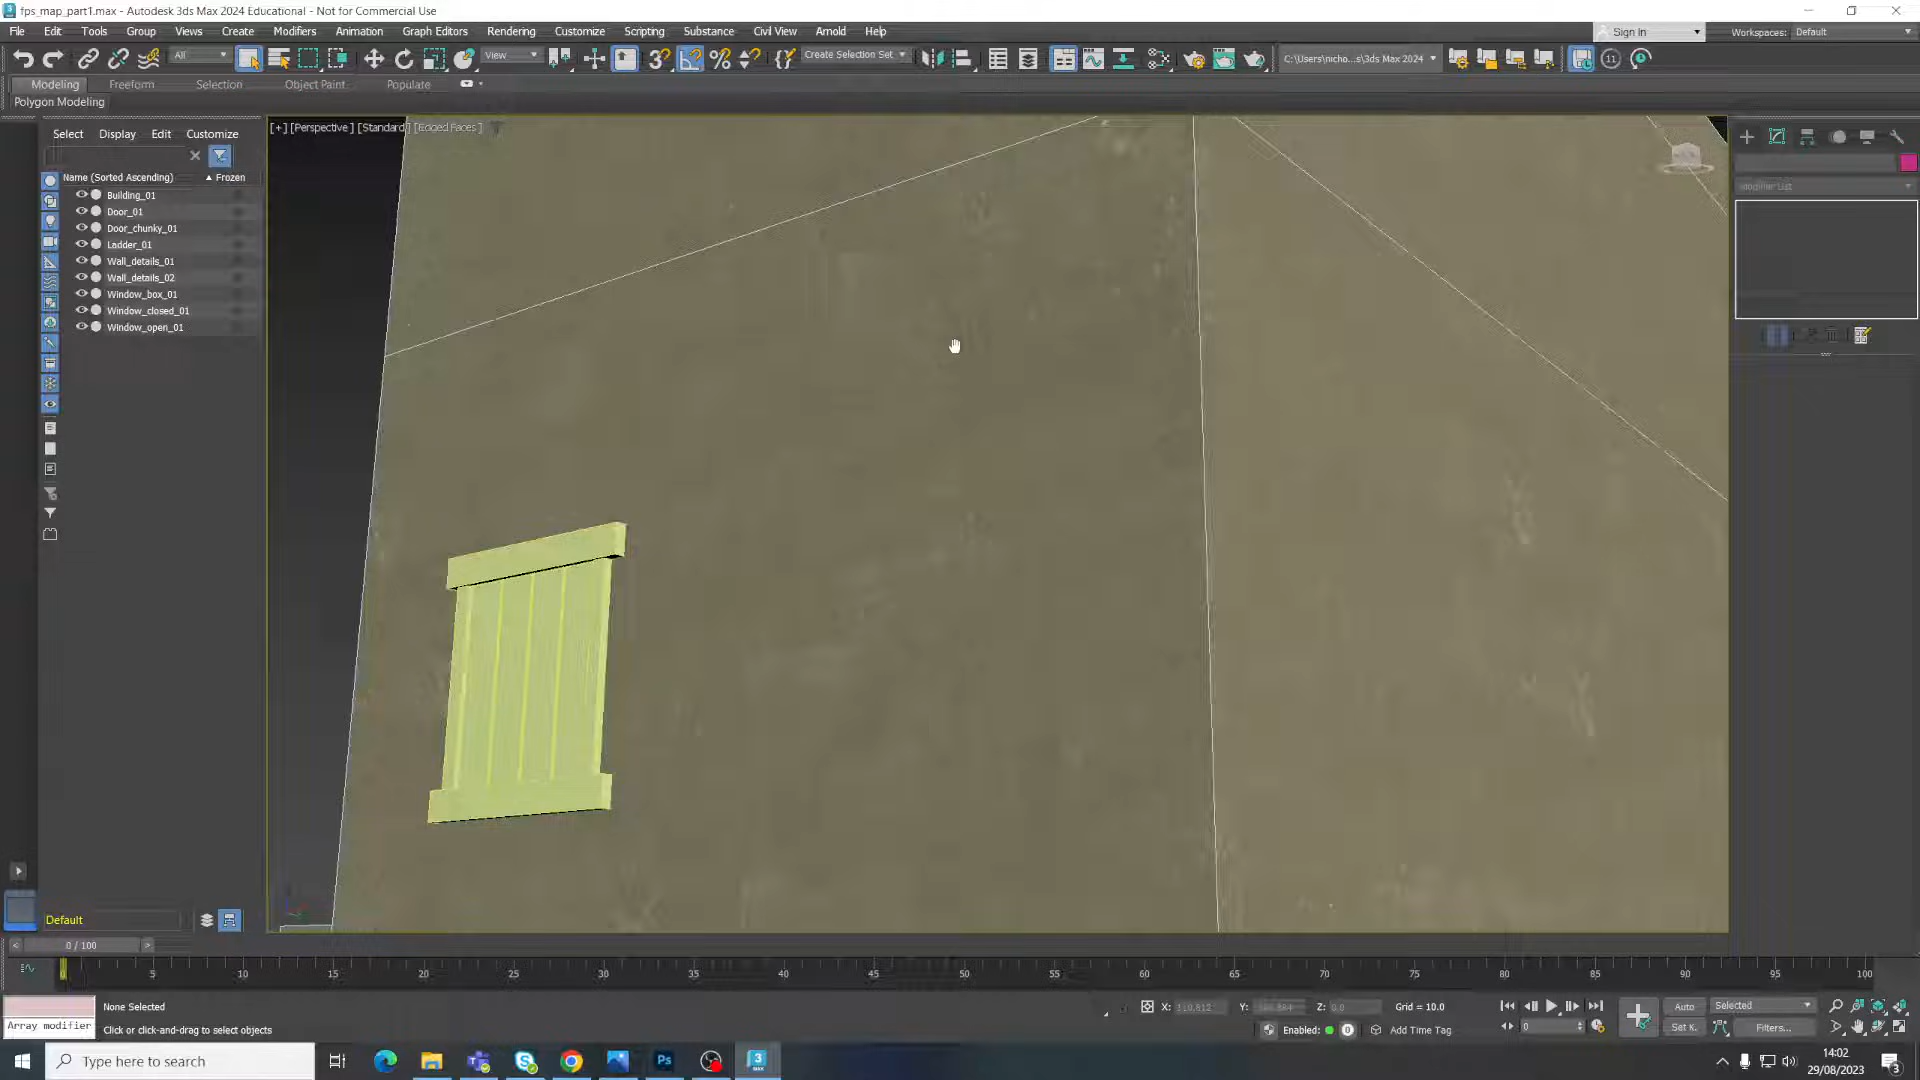 fps_map_part1.max - Autodesk 3ds Max 2024 Educational - Not for Commercial Use
File Edit Tools Group Views Create Modifiers Animation Graph Editors Rendering Customize Scripting Substance Civil View Arnold Help
Sign In
Workspaces: Default
All
View
Create Selection Set
C:\Users\nicho...s\3ds Max 2024
Modeling Freeform Selection Object Paint Populate
Polygon Modeling
Select Display Edit Customize
[+] [Perspective] [Standard] [Edged Faces]
Name (Sorted Ascending) ▲ Frozen
Modifier List
Building_01
Door_01
Door_chunky_01
Ladder_01
Wall_details_01
Wall_details_02
Window_box_01
Window_closed_01
Window_open_01
Default
< 0 / 100 >
0 5 10 15 20 25 30 35 40 45 50 55 60 65 70 75 80 85 90 95 100
None Selected
X: Y: Z: 0.0 Grid = 10.0
Auto Selected
Array modifier
Click or click-and-drag to select objects
Enabled: 0 Add Time Tag
0
Set K. Filters...
Type here to search
Ps
3 MAX
14:02
29/08/2023
3